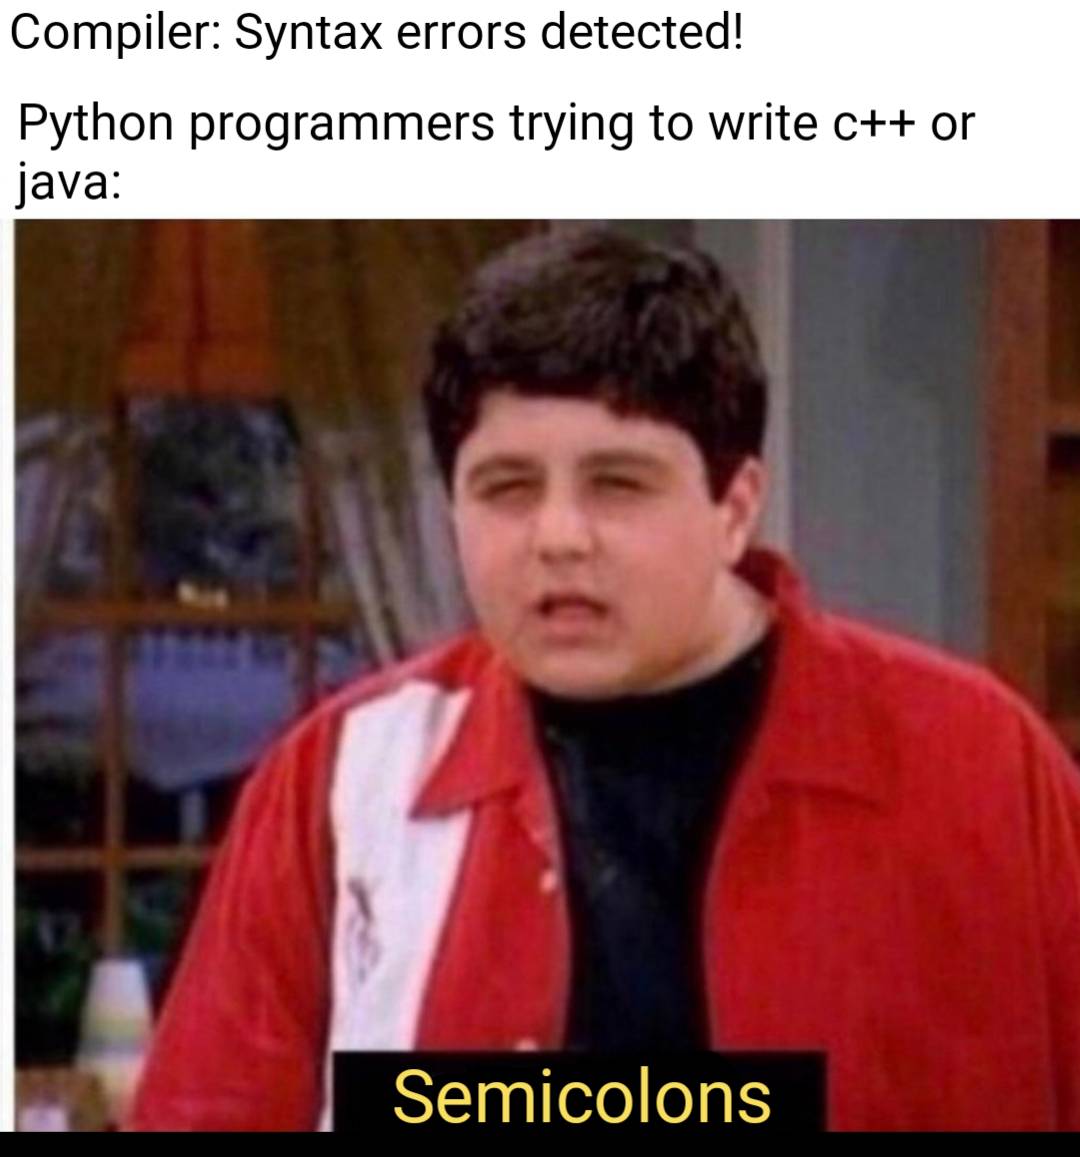 Compiler: Syntax errors detected!
Python programmers trying to write c++ or
java:
Semicolons